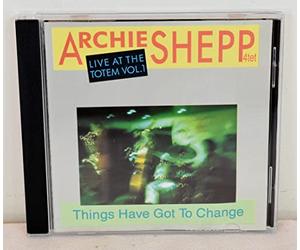 ARCHIE SHEPP
4tet
LIVE AT THE
TOTEM VOL.1
Things Have Got To Change